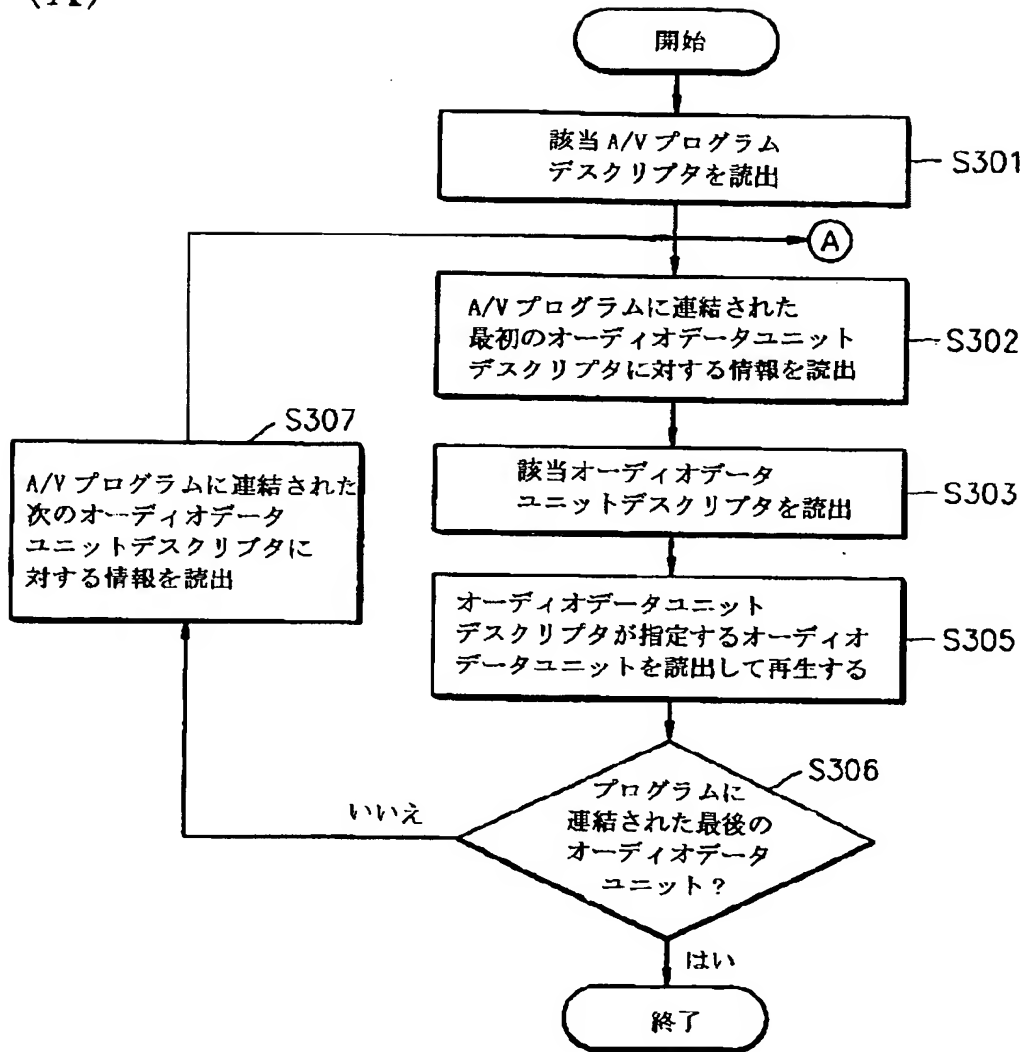 (A)
開始
該当 A/V プログラム
デスクリプタを読出
S301
A
A/V プログラムに連結された
最初のオーディオデータユニット
デスクリプタに対する情報を読出
S302
S307
A/V プログラムに連結された
次のオーディオデータ
ユニットデスクリプタに
対する情報を読出
該当オーディオデータ
ユニットデスクリプタを読出
S303
オーディオデータユニット
デスクリプタが指定するオーディオ
データユニットを読出して再生する
S305
S306
プログラムに
連結された最後の
オーディオデータ
ユニット?
いいえ
はい
終了